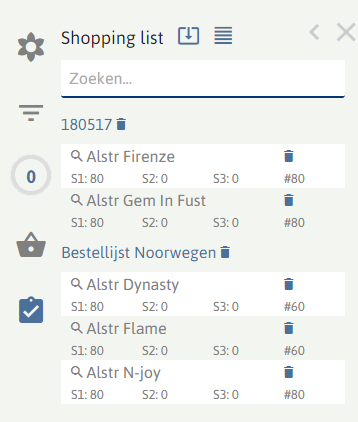 Shopping list
Zoeken...
0
180517
Alstr Firenze
S1: 80 S2: 0 S3: 0 #80
Alstr Gem In Fust
S1: 80 S2: 0 S3: 0 #80
Bestellijst Noorwegen
Alstr Dynasty
S1: 80 S2: 0 S3: 0 #60
Alstr Flame
S1: 80 S2: 0 S3: 0 #60
Alstr N-joy
S1: 80 S2: 0 S3: 0 #80